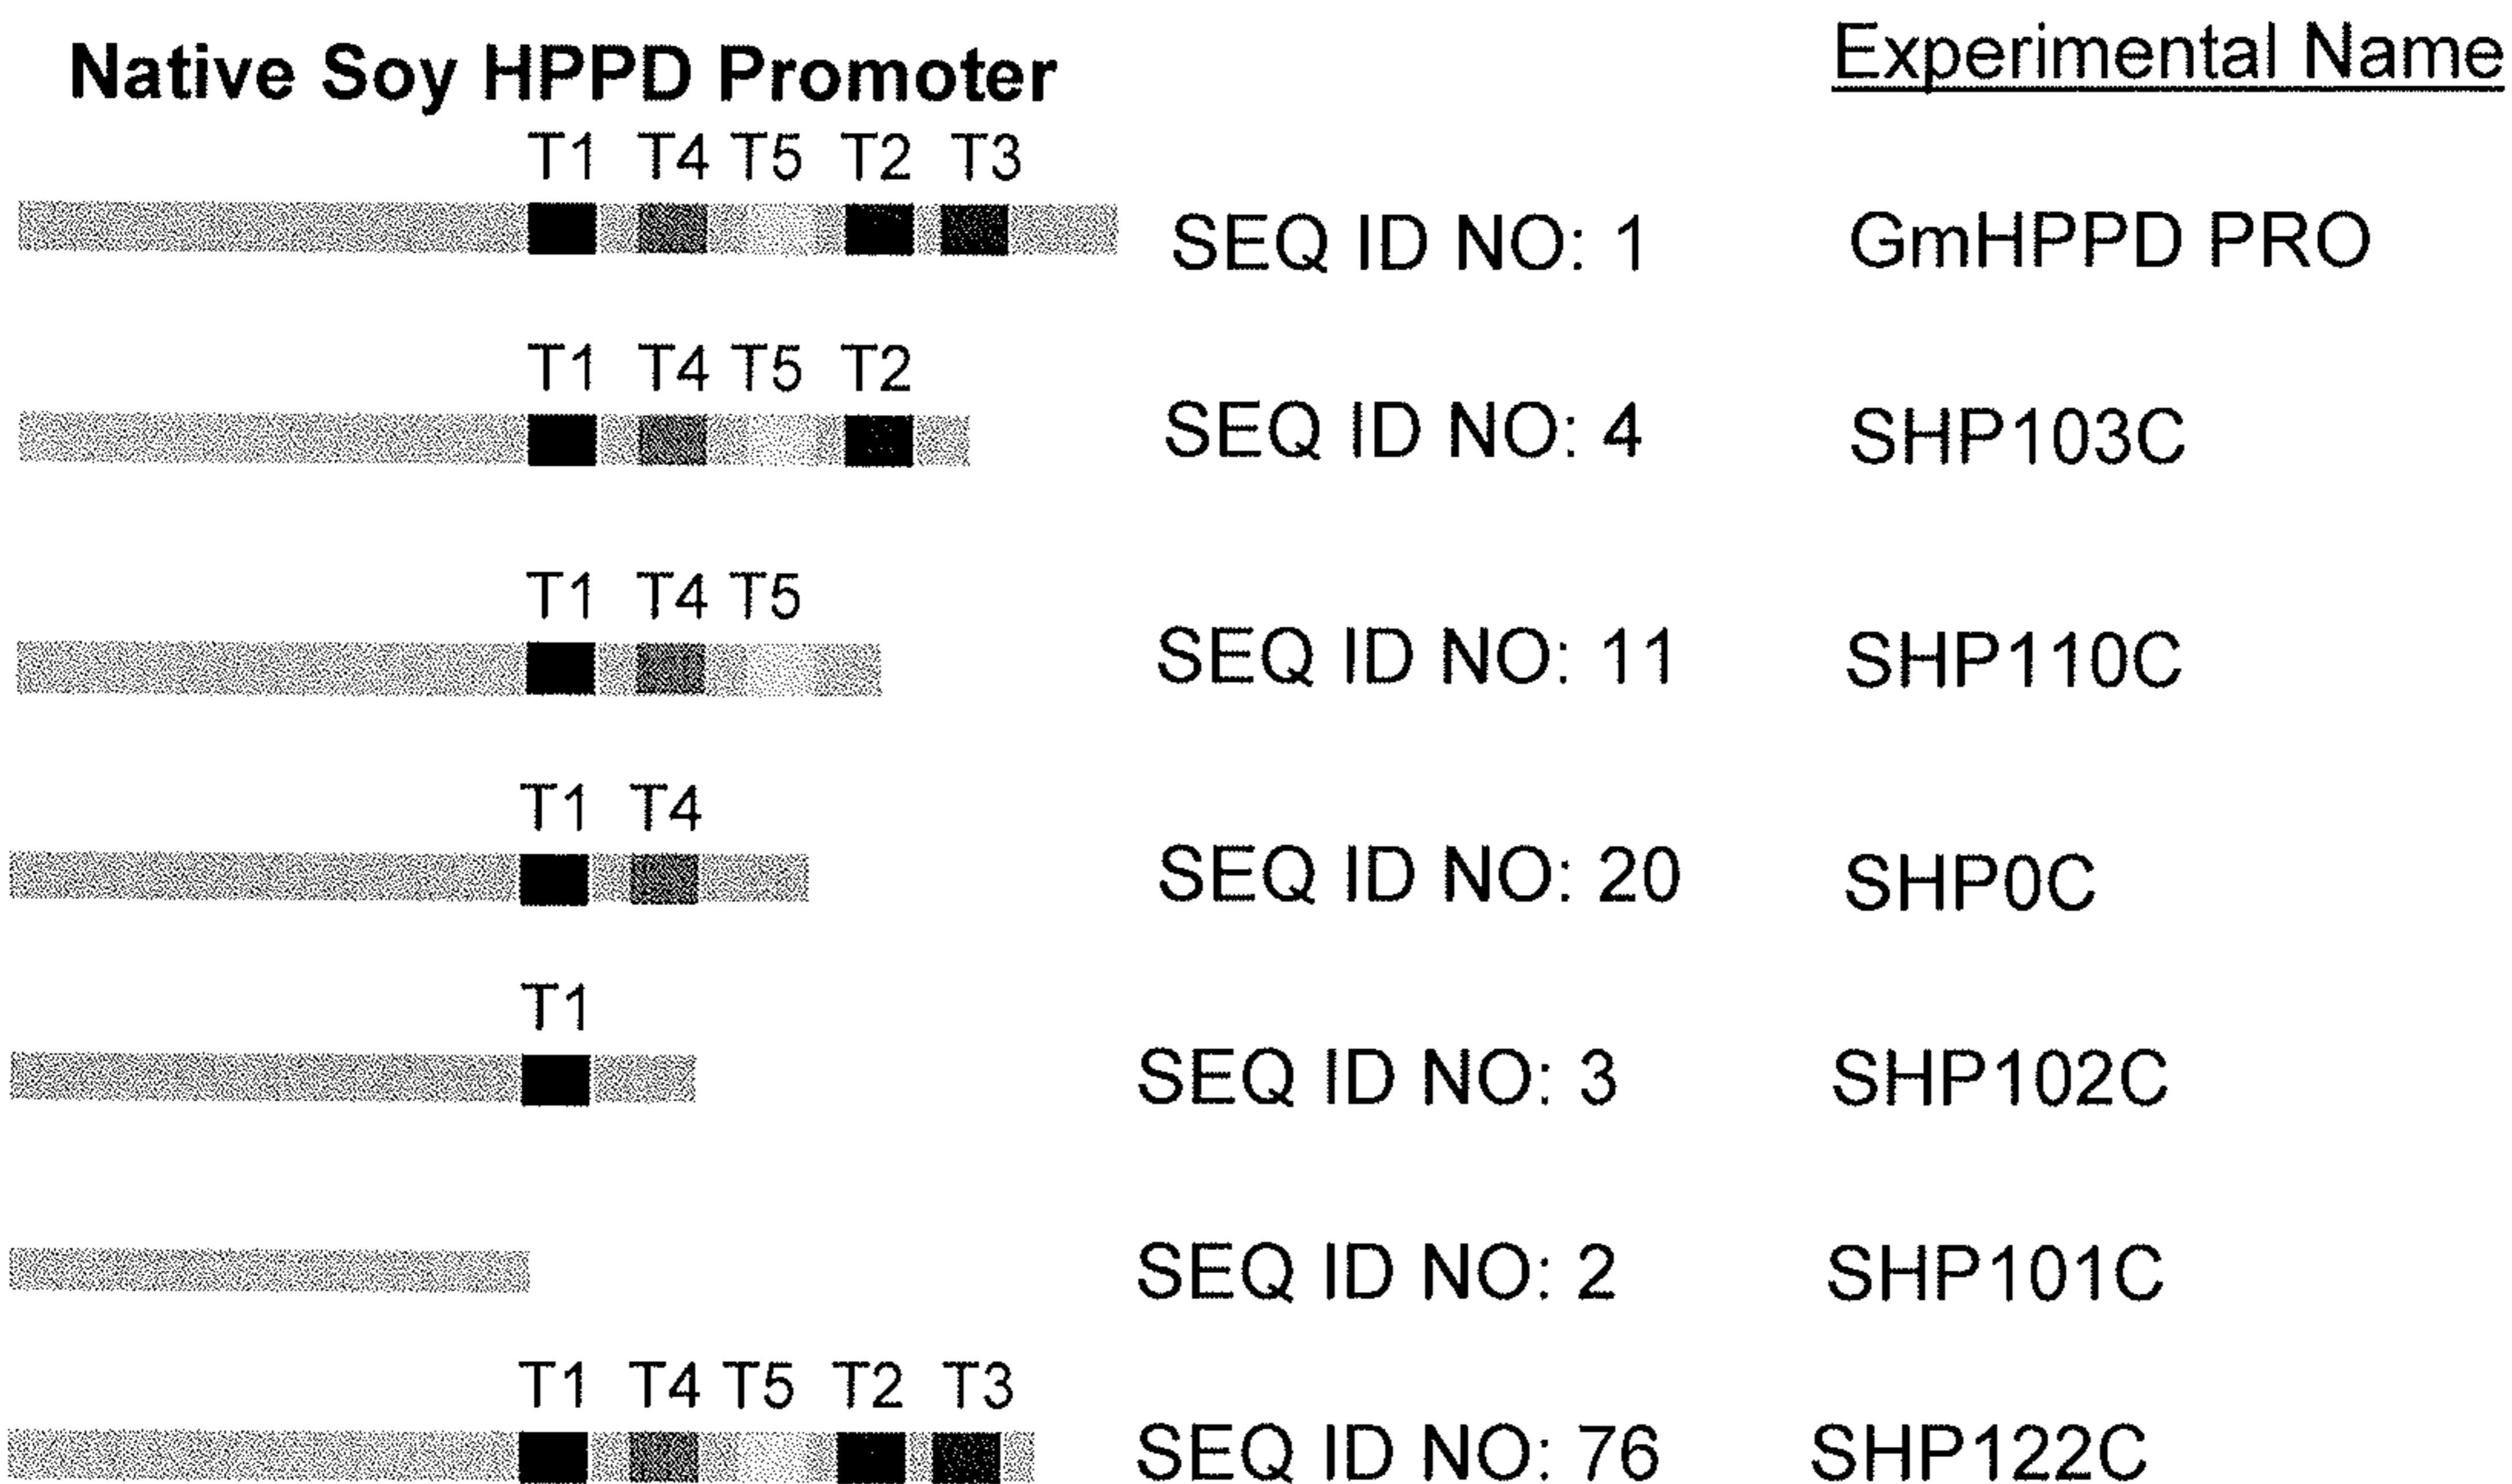 Native Soy HPPD Promoter Experimental Name
T1 T4 T5 T2 T3
SEQ ID NO: 1 GmHPPD PRO
T1 T4 T5 T2
SEQ ID NO: 4 SHP103C
T1 T4 T5
SEQ ID NO: 11 SHP110C
T1 T4
SEQ ID NO: 20 SHP0C
T1
SEQ ID NO: 3 SHP102C
SEQ ID NO: 2 SHP101C
T1 T4 T5 T2 T3
SEQ ID NO: 76 SHP122C